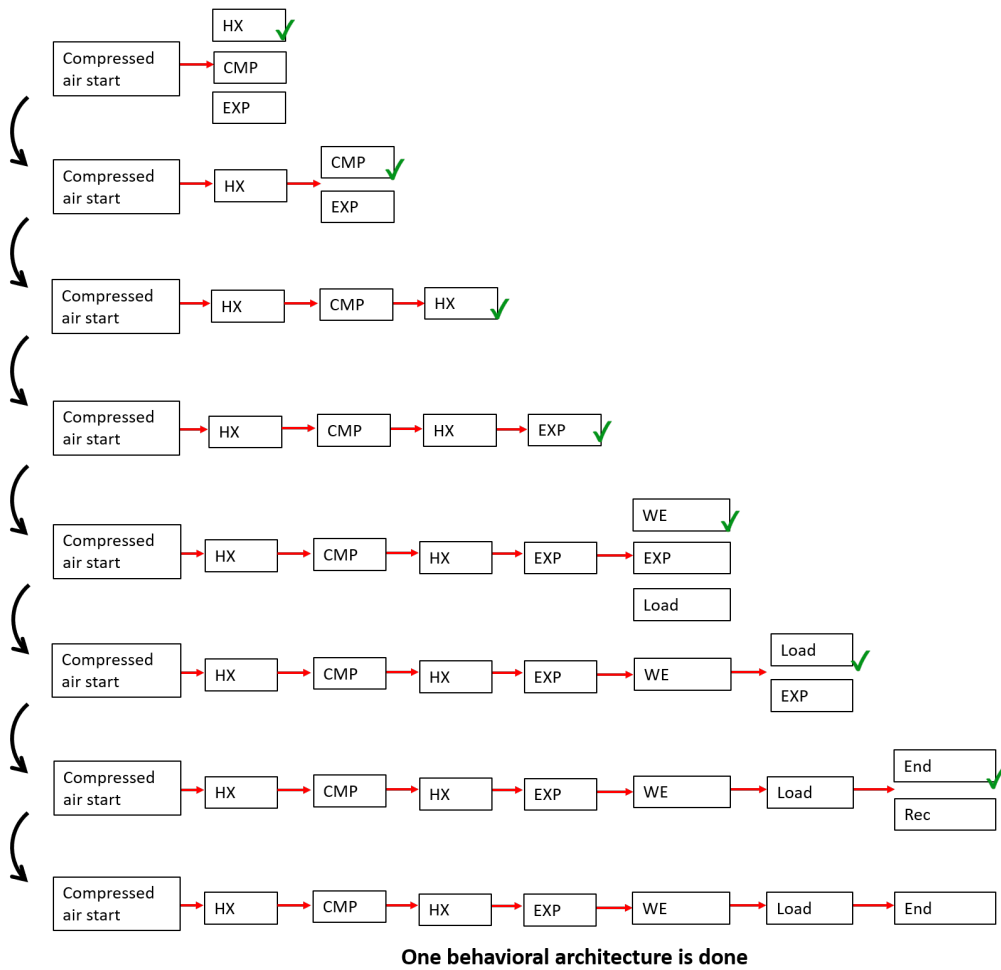 HX
Compressed
air start
CMP
EXP
Compressed
air start
HX
CMP
EXP
Compressed
air start
HX
CMP
HX
Compressed
air start
HX
CMP
HX
EXP
Compressed
air start
HX
CMP
HX
EXP
WE
EXP
Load
Compressed
air start
HX
CMP
HX
EXP
WE
Load
EXP
Compressed
air start
HX
CMP
HX
EXP
WE
Load
End
Rec
Compressed
air start
HX
CMP
HX
EXP
WE
Load
End
One behavioral architecture is done